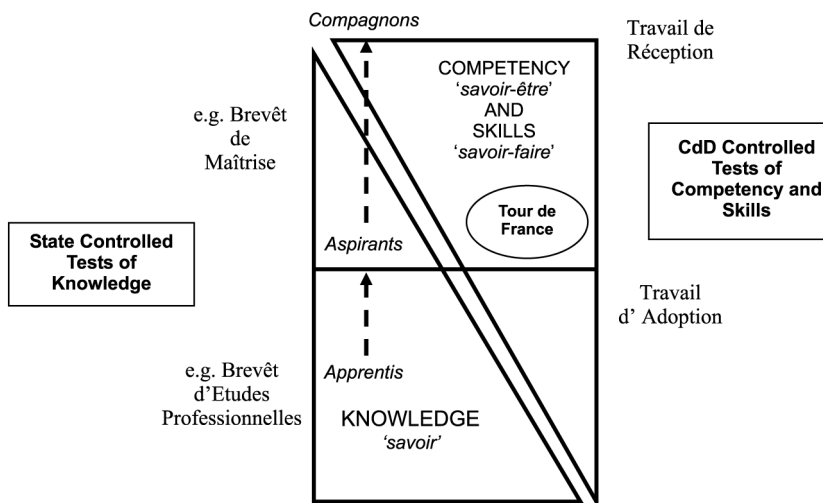 Compagnons
Travail de
Réception
COMPETENCY
'savoir-être'
AND
SKILLS
'savoir-faire'
e.g. Brevêt
de
Maîtrise
CdD Controlled
Tests of
Competency and
Skills
Tour de
France
State Controlled
Tests of
Knowledge
Aspirants
Travail
d' Adoption
e.g. Brevêt
d'Etudes
Professionnelles
Apprentis
KNOWLEDGE
'savoir'